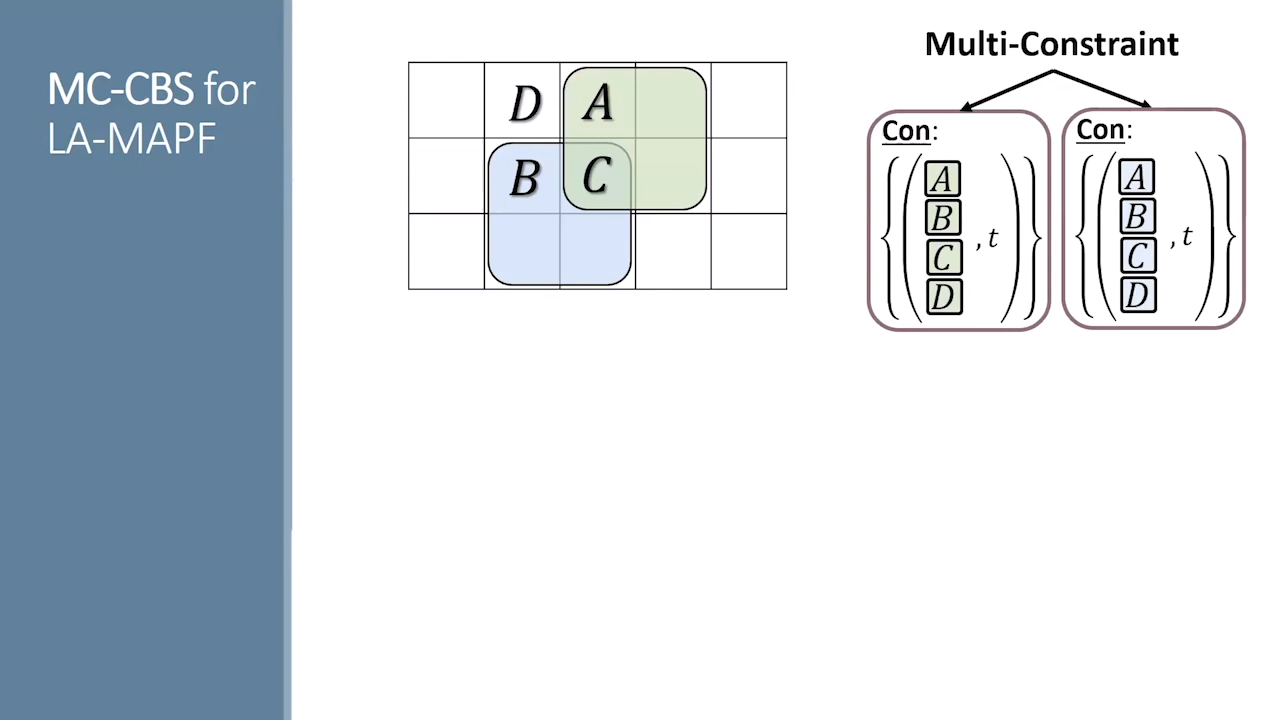 MC-CBS for
LA-MAPF
D A
B C
Multi-Constraint
Con:
{( A B C D , t )}
Con:
{( A B C D , t )}